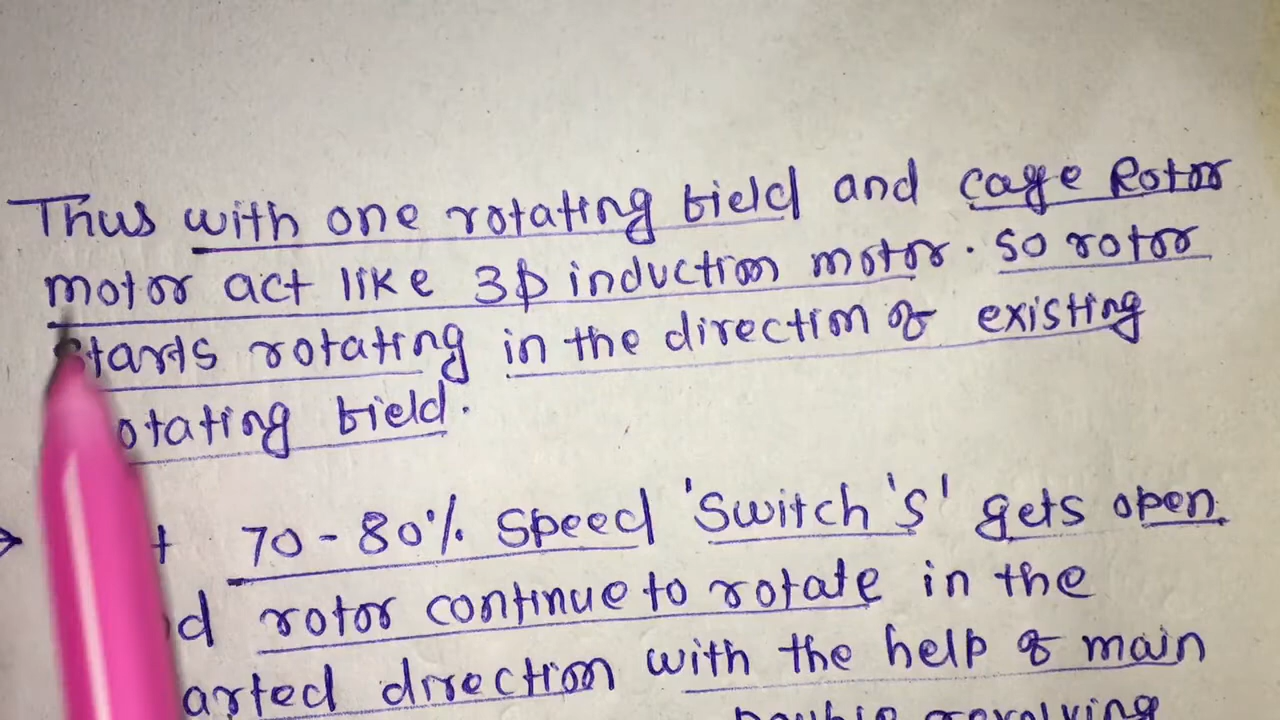 Thus with one rotating field and cage Rotor
motor act like 3ϕ induction motor. So rotor
starts rotating in the direction of existing
otating field.
→ t 70-80% speed 'switch 's' gets open
d rotor continue to rotate in the
arted direction with the help of main